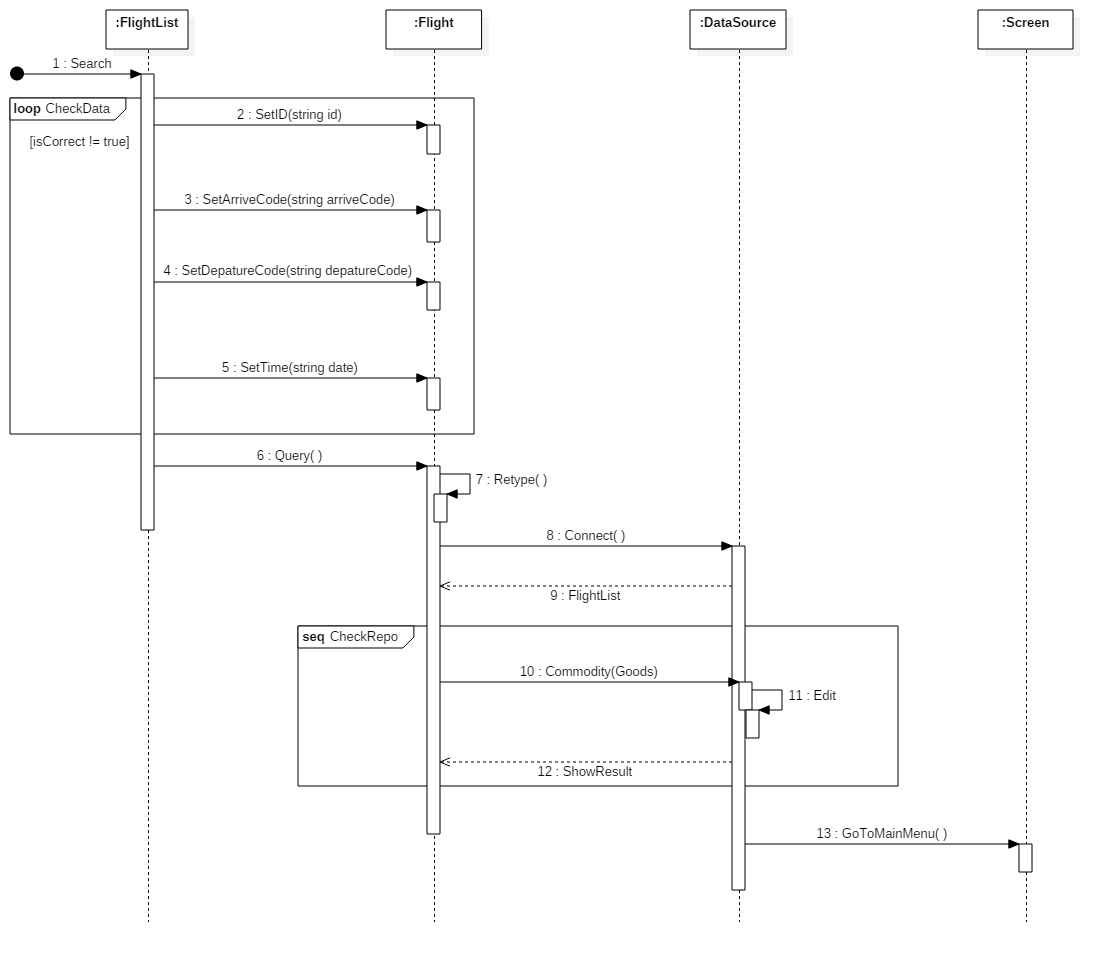 :FlightList
:Flight
:DataSource
:Screen
1 : Search
loop CheckData
2 : SetID(string id)
[isCorrect != true]
3 : SetArriveCode(string arriveCode)
4 : SetDepatureCode(string depatureCode)
5 : SetTime(string date)
6 : Query( )
7 : Retype( )
8 : Connect( )
9 : FlightList
seq CheckRepo
10 : Commodity(Goods)
11 : Edit
12 : ShowResult
13 : GoToMainMenu( )